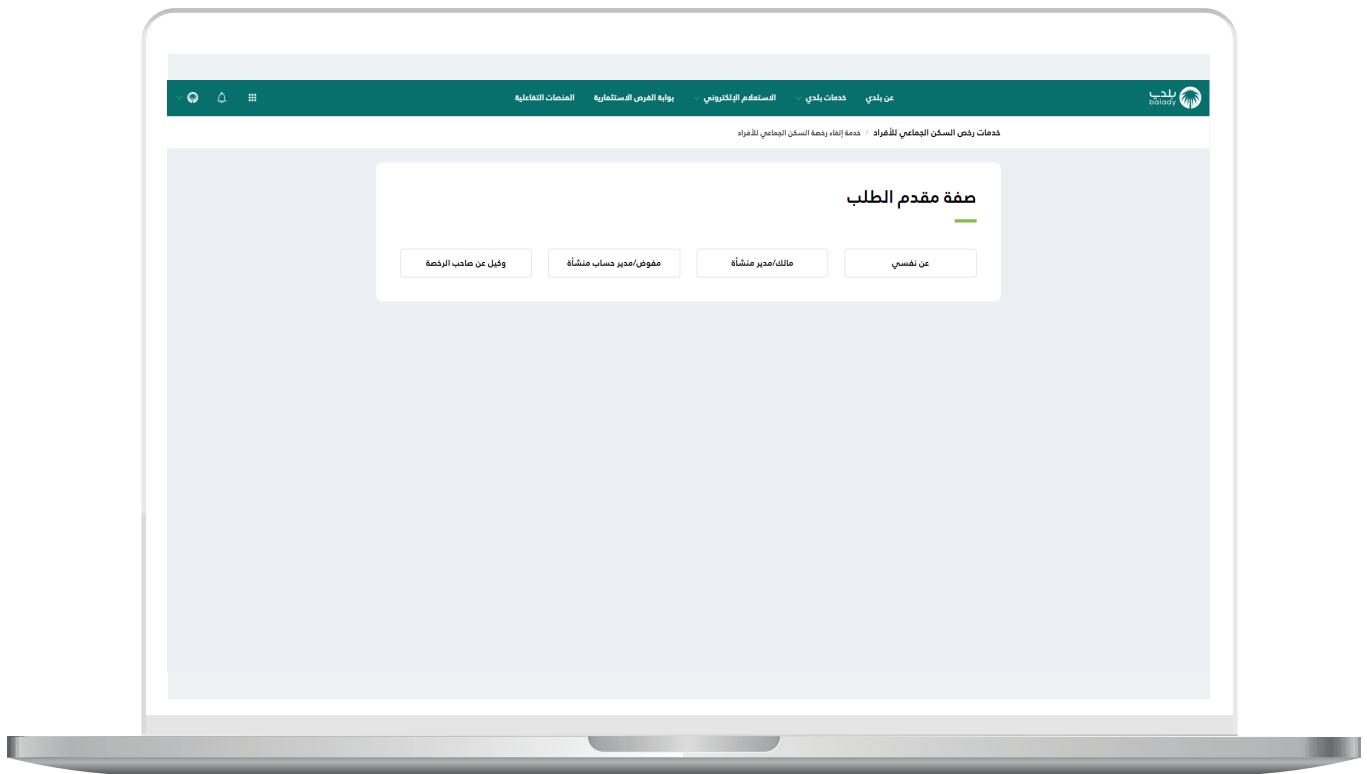 بلدي
balady
عن بلدي خدمات بلدي الاستعلام الإلكتروني بوابة الفرص الاستثمارية المنصات التفاعلية
خدمات رخص السكن الجماعي للأفراد / خدمة إلغاء رخصة السكن الجماعي للأفراد
صفة مقدم الطلب
عن نفسي مالك/مدير منشأة مفوض/مدير حساب منشأة وكيل عن صاحب الرخصة